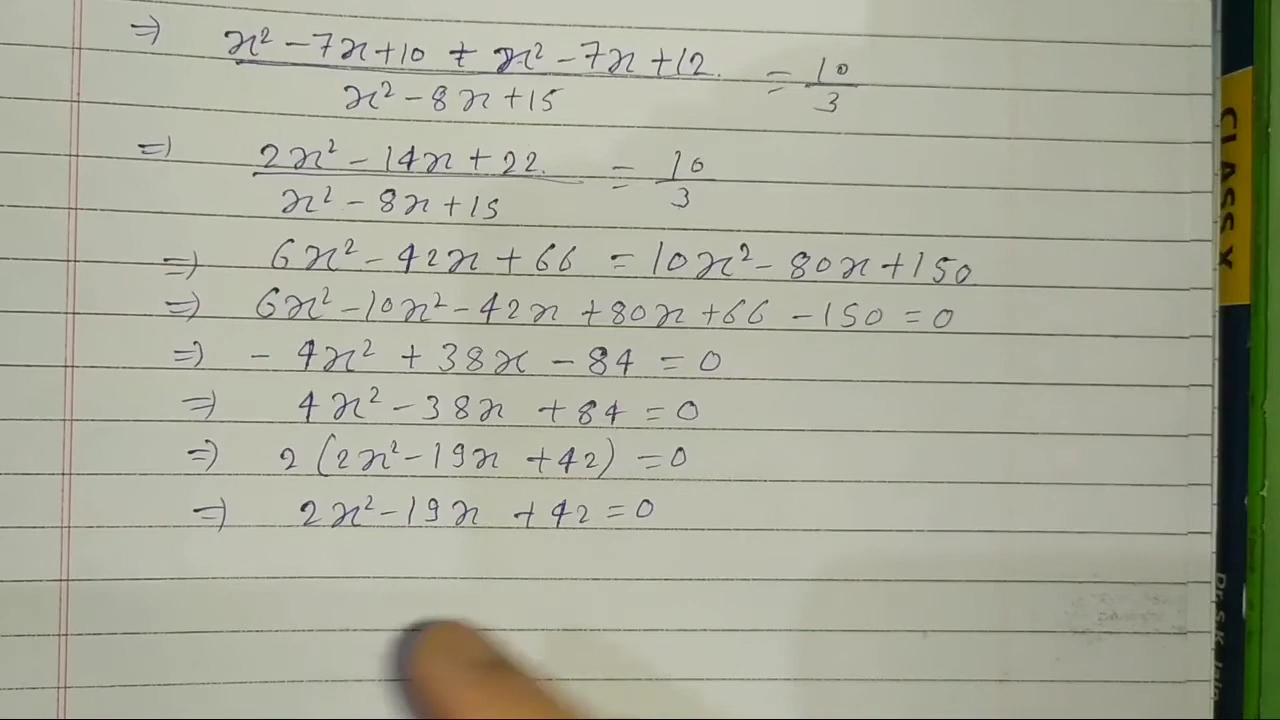 ⇒ x² - 7x + 10 + x² - 7x + 12 / x² - 8x + 15 = 10/3
⇒ 2x² - 14x + 22 / x² - 8x + 15 = 10/3
⇒ 6x² - 42x + 66 = 10x² - 80x + 150
⇒ 6x² - 10x² - 42x + 80x + 66 - 150 = 0
⇒ - 4x² + 38x - 84 = 0
⇒ 4x² - 38x + 84 = 0
⇒ 2 (2x² - 19x + 42) = 0
⇒ 2x² - 19x + 42 = 0
CLASS X
Dr. S.K. Jain